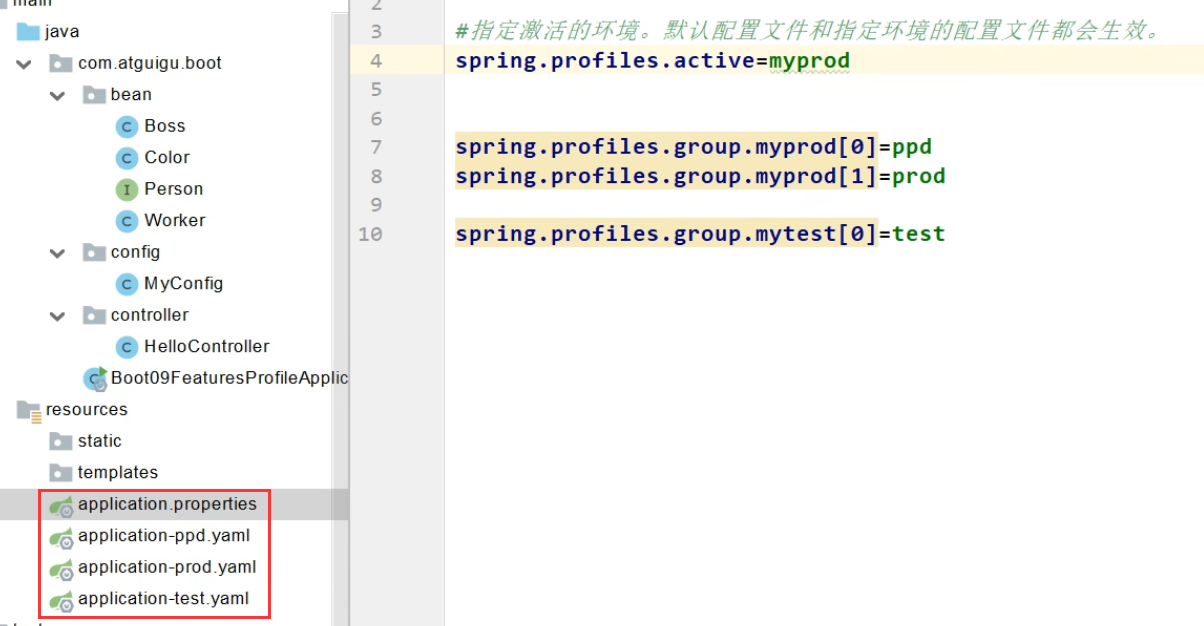 main
java
com.atguigu.boot
bean
Boss
Color
Person
Worker
config
MyConfig
controller
HelloController
Boot09FeaturesProfileApplic
resources
static
templates
application.properties
application-ppd.yaml
application-prod.yaml
application-test.yaml
2
3 #指定激活的环境。默认配置文件和指定环境的配置文件都会生效。
4 spring.profiles.active=myprod
5
6
7 spring.profiles.group.myprod[0]=ppd
8 spring.profiles.group.myprod[1]=prod
9
10 spring.profiles.group.mytest[0]=test